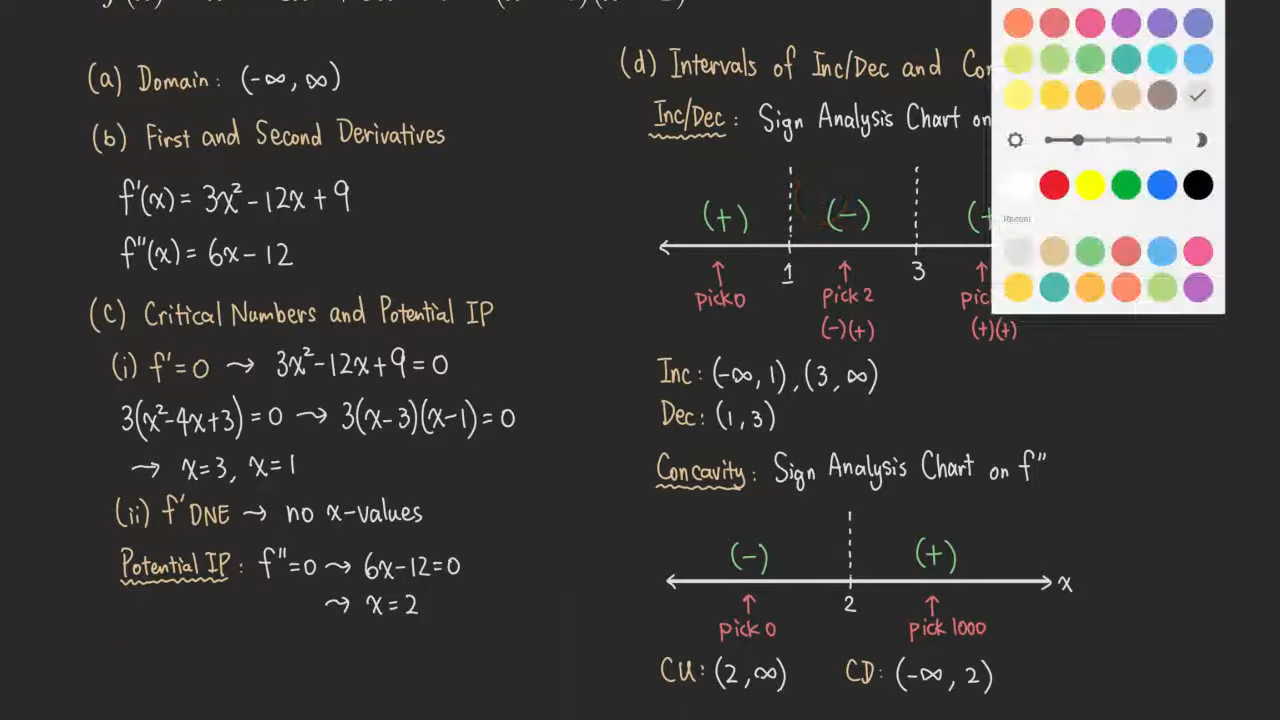 (a) Domain: (-∞, ∞)
(b) First and Second Derivatives
f'(x) = 3x² - 12x + 9
f"(x) = 6x - 12
(c) Critical Numbers and Potential IP
(i) f' = 0 → 3x² - 12x + 9 = 0
3(x² - 4x + 3) = 0 → 3(x - 3)(x - 1) = 0
→ x = 3, x = 1
(ii) f' DNE → no x-values
Potential IP: f" = 0 → 6x - 12 = 0
→ x = 2
(d) Intervals of Inc/Dec and
Inc/Dec: Sign Analysis Chart on
(+) (-) (+
1 3
↑ ↑ ↑
pick 0 pick 2
(-)(+) (+)(+)
Inc: (-∞, 1), (3, ∞)
Dec: (1, 3)
Concavity: Sign Analysis Chart on f"
(-) (+)
2 x
↑ ↑
pick 0 pick 1000
CU: (2, ∞) CD: (-∞, 2)
Recent